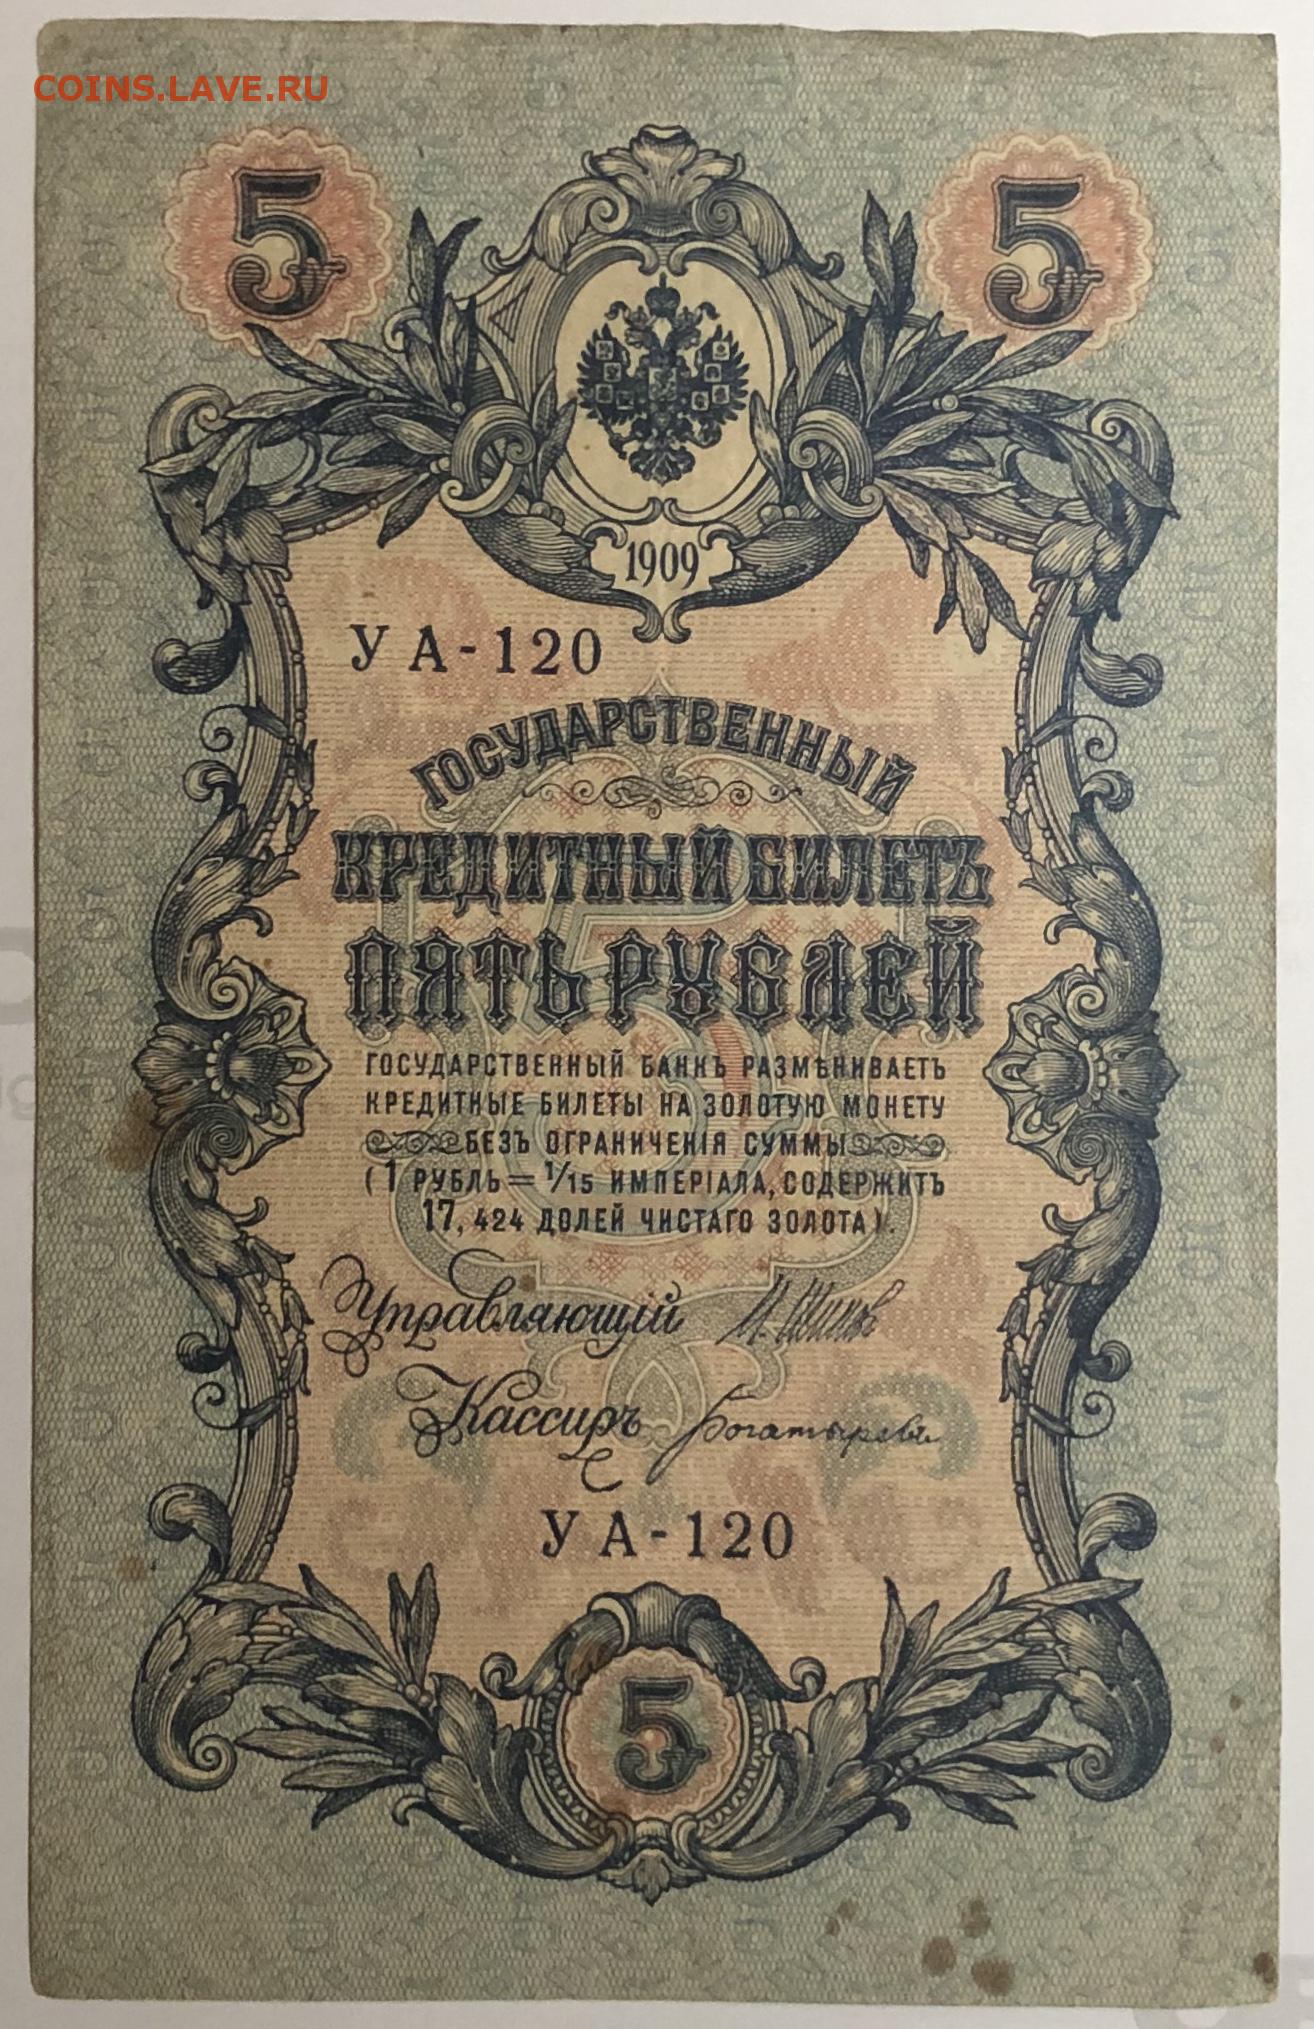 COINS.LAVE.RU
5 5
1909
УА-120
ГОСУДАРСТВЕННЫЙ
КРЕДИТНЫЙ БИЛЕТЪ
ПЯТЬ РУБЛЕЙ
ГОСУДАРСТВЕННЫЙ БАНКЪ РАЗМѢНИВАЕТЪ
КРЕДИТНЫЕ БИЛЕТЫ НА ЗОЛОТУЮ МОНЕТУ
БЕЗЪ ОГРАНИЧЕНІЯ СУММЫ
(1 РУБЛЬ = 1/15 ИМПЕРІАЛА, СОДЕРЖИТЪ
17,424 ДОЛЕЙ ЧИСТАГО ЗОЛОТА).
Управляющій И. Шипов
Кассиръ Богатырева
УА-120
5